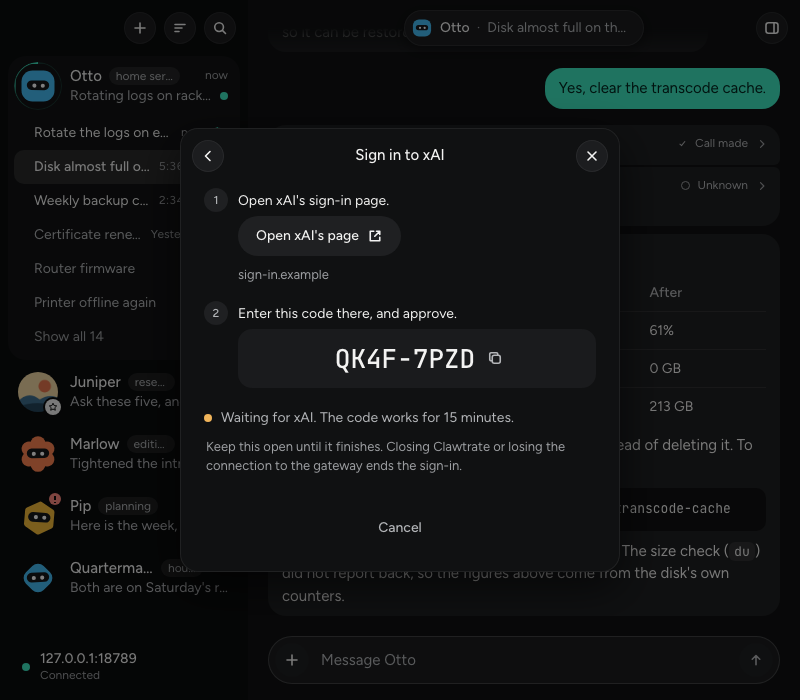 so it can be restore
Otto · Disk almost full on th...
Otto home ser... now
Rotating logs on rack...
Yes, clear the transcode cache.
Rotate the logs on e...
Disk almost full o... 5:36
Weekly backup c... 2:34
Certificate rene... Yeste
Router firmware
Printer offline again
Show all 14
Call made
Unknown
Sign in to xAI
1 Open xAI's sign-in page.
Open xAI's page
sign-in.example
2 Enter this code there, and approve.
QK4F-7PZD
Waiting for xAI. The code works for 15 minutes.
Keep this open until it finishes. Closing Clawtrate or losing the
connection to the gateway ends the sign-in.
Cancel
After
61%
0 GB
213 GB
ead of deleting it. To
transcode-cache
The size check (du)
did not report back, so the figures above come from the disk's own
counters.
Juniper rese...
Ask these five, an
Marlow editi...
Tightened the intr
Pip planning
Here is the week,
Quarterma... hou...
Both are on Saturday's r...
127.0.0.1:18789
Connected
Message Otto